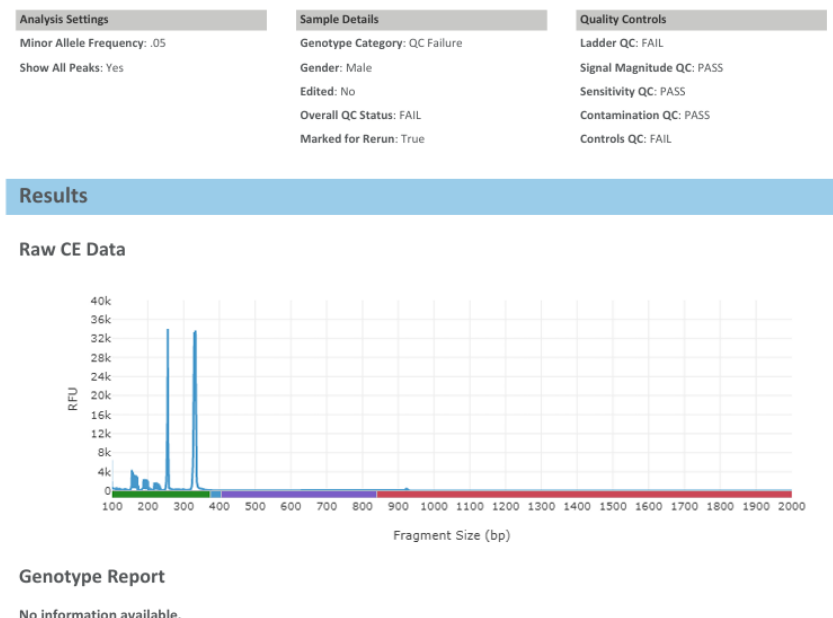 Analysis Settings
Minor Allele Frequency: .05
Show All Peaks: Yes
Sample Details
Genotype Category: QC Failure
Gender: Male
Edited: No
Overall QC Status: FAIL
Marked for Rerun: True
Quality Controls
Ladder QC: FAIL
Signal Magnitude QC: PASS
Sensitivity QC: PASS
Contamination QC: PASS
Controls QC: FAIL
Results
Raw CE Data
40k
36k
32k
28k
24k
20k
16k
12k
8k
4k
0
RFU
100 200 300 400 500 600 700 800 900 1000 1100 1200 1300 1400 1500 1600 1700 1800 1900 2000
Fragment Size (bp)
Genotype Report
No information available.